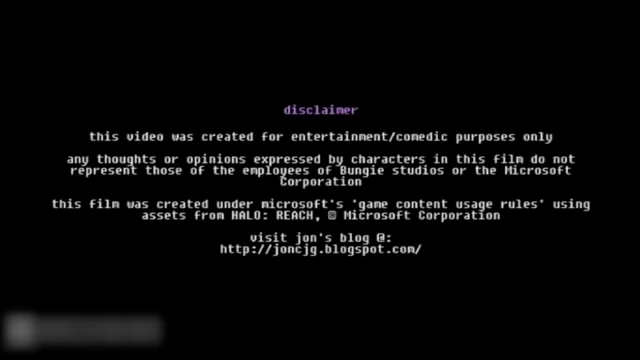 disclaimer
this video was created for entertainment/comedic purposes only
any thoughts or opinions expressed by characters in this film do not
represent those of the employees of Bungie studios or the Microsoft
Corporation
this film was created under microsoft's 'game content usage rules' using
assets from HALO: REACH, © Microsoft Corporation
visit jon's blog @:
http://joncjg.blogspot.com/